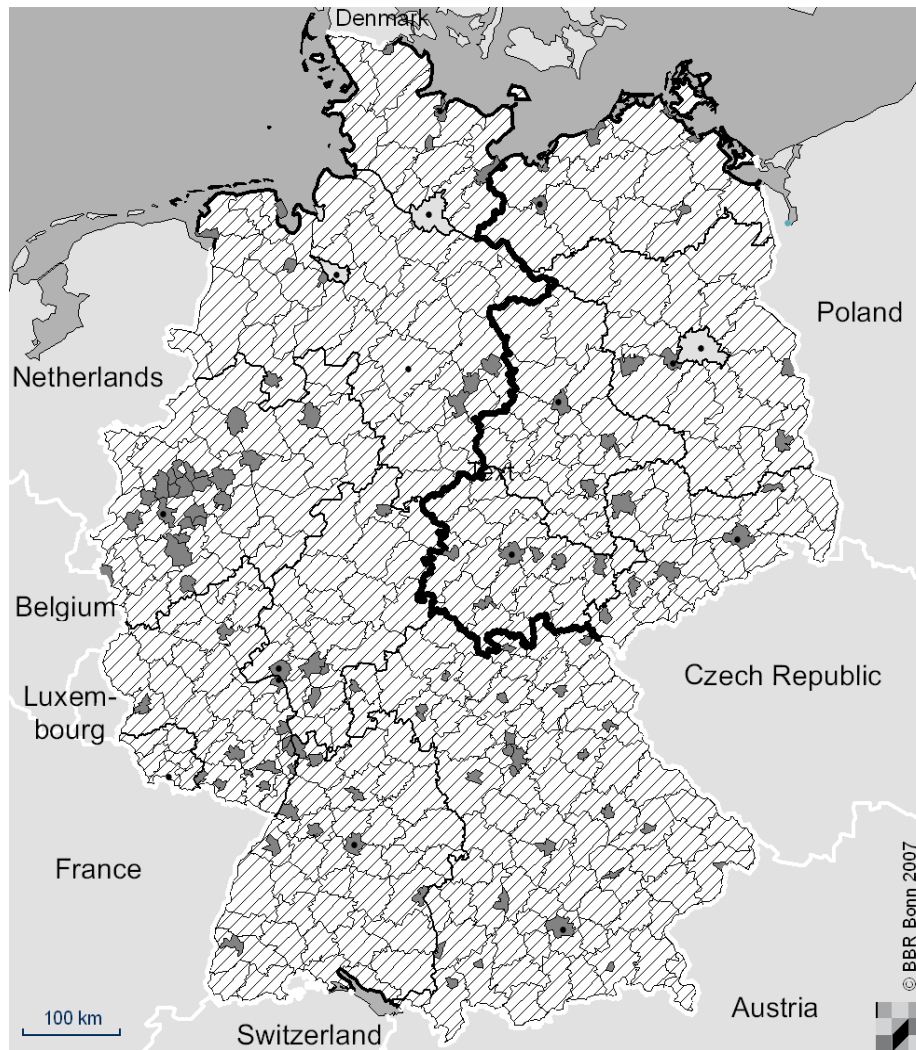 Denmark
Poland
Netherlands
Text
Belgium
Luxem-
bourg
Czech Republic
France
© BBR Bonn 2007
Austria
100 km
Switzerland